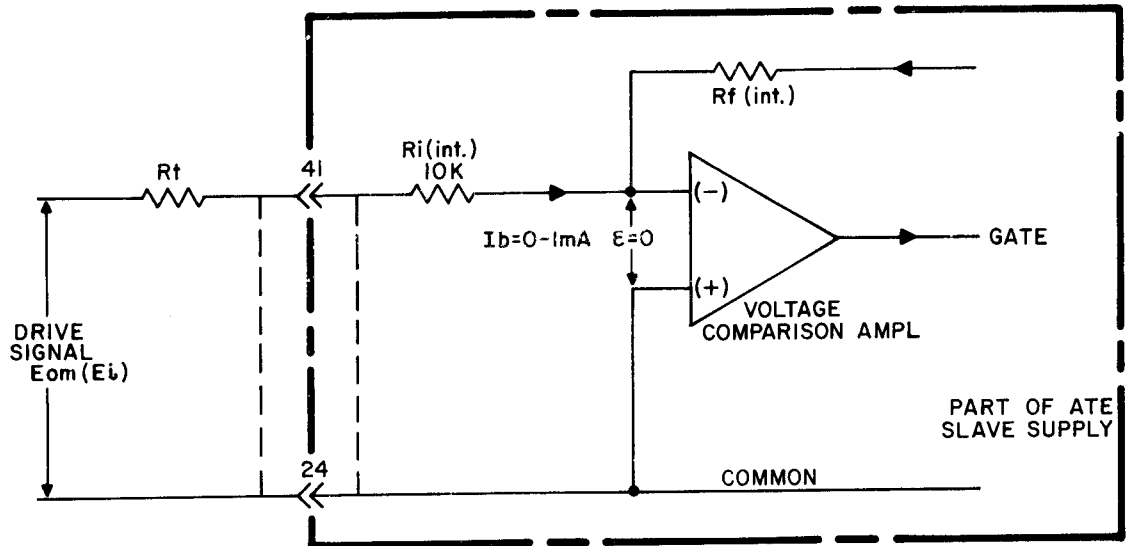 Rf (int.)
Rt
41
Ri (int.)
10K
(-)
Ib=0-1mA ε=0
GATE
(+)
VOLTAGE
COMPARISON AMPL
DRIVE
SIGNAL
Eom (Ei)
PART OF ATE
SLAVE SUPPLY
24
COMMON